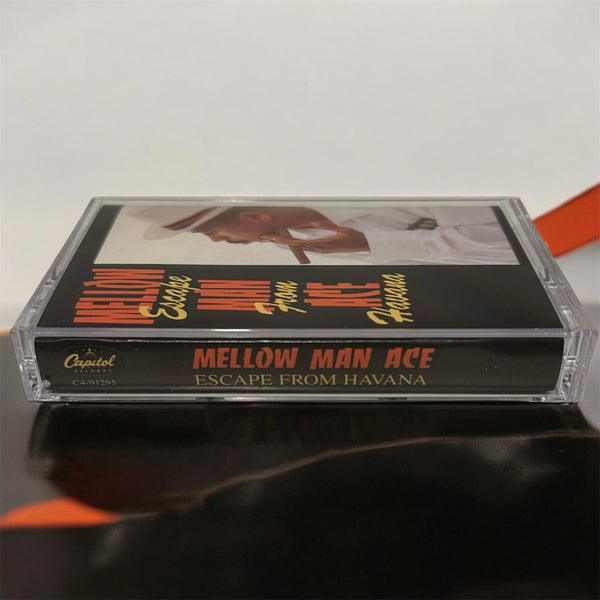 MELLOW
Escape
MAN
From
ACE
Havana
Capitol
RECORDS
C4-91295
MELLOW MAN ACE
ESCAPE FROM HAVANA